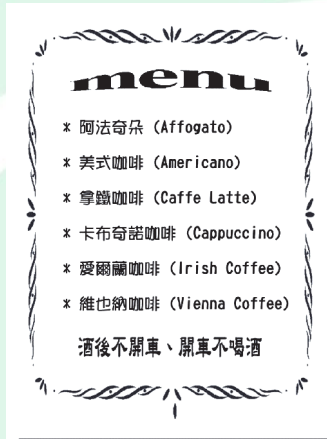 menu
* 阿法奇朵 (Affogato)
* 美式咖啡 (Americano)
* 拿鐵咖啡 (Caffe Latte)
* 卡布奇諾咖啡 (Cappuccino)
* 愛爾蘭咖啡 (Irish Coffee)
* 維也納咖啡 (Vienna Coffee)
酒後不開車、開車不喝酒